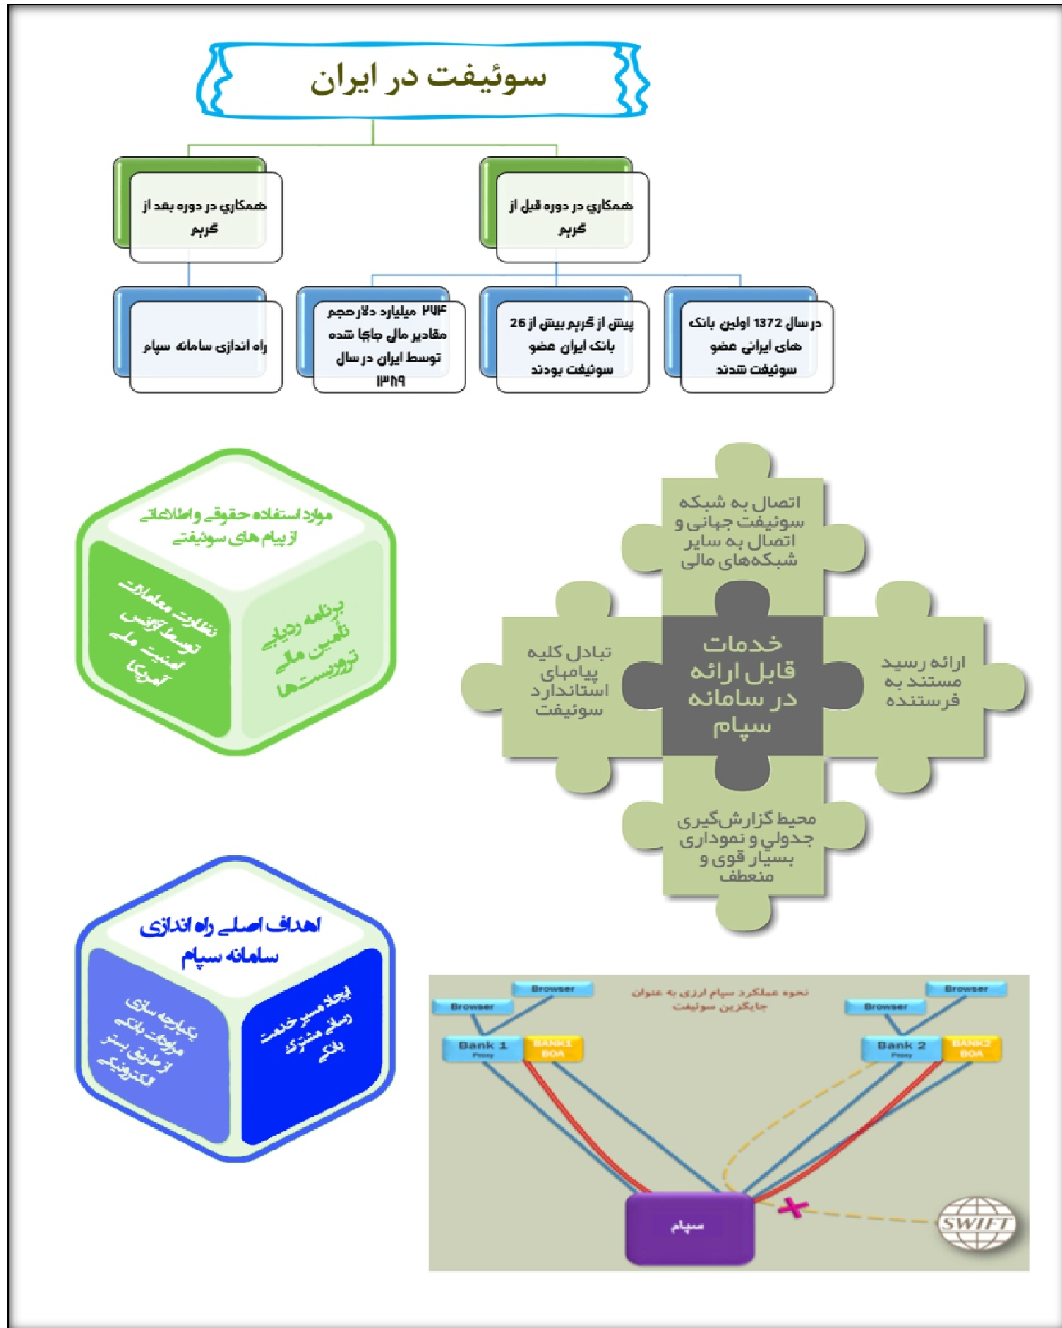 سوئیفت در ایران
همکاری در دوره قبل از
همکاری در دوره بعد از
در سال 1372 اولین بانک
های ایرانی عضو
سوئیفت شدند
بیش از 26
بانک ایران عضو
سوئیفت بودند
۲۷۴ میلیارد دلار حجم
مقادیر مالی جابجا شده
توسط ایران در سال
۱۳۸۹
راه اندازی سامانه سپام
موارد استفاده حقوقی و اطلاعاتی
از پیام های سوئیفتی
برنامه ردیابی
تأمین مالی
تروریست‌ها
نظارت معاملات
توسط آژانس
امنیت ملی
آمریکا
اتصال به شبکه
سوئیفت جهانی و
اتصال به سایر
شبکه‌های مالی
ارائه رسید
مستند به
فرستنده
خدمات
قابل ارائه
در سامانه
سپام
تبادل کلیه
پیامهای
استاندارد
سوئیفت
محیط گزارش‌گیری
جدولی و نموداری
بسیار قوی و
منعطف
اهداف اصلی راه اندازی
سامانه سپام
ایجاد مسیر خدمت
رسانی مشترک
بانکی
یکپارچه سازی
مراودات بانکی
از طریق بستر
الکترونیکی
نحوه عملکرد سپام ارزی به عنوان
جایگزین سوئیفت
Browser
Browser
Browser
Browser
Bank 1
Proxy
BANK1
BOA
Bank 2
Proxy
BANK2
BOA
سپام
SWIFT